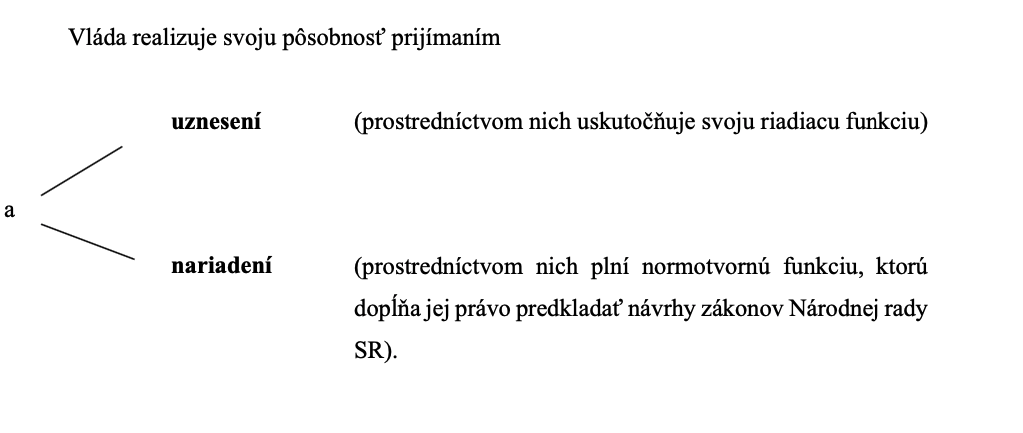 Vláda realizuje svoju pôsobnosť prijímaním
uznesení (prostredníctvom nich uskutočňuje svoju riadiacu funkciu)
a
nariadení (prostredníctvom nich plní normotvornú funkciu, ktorú
dopĺňa jej právo predkladať návrhy zákonov Národnej rady
SR).